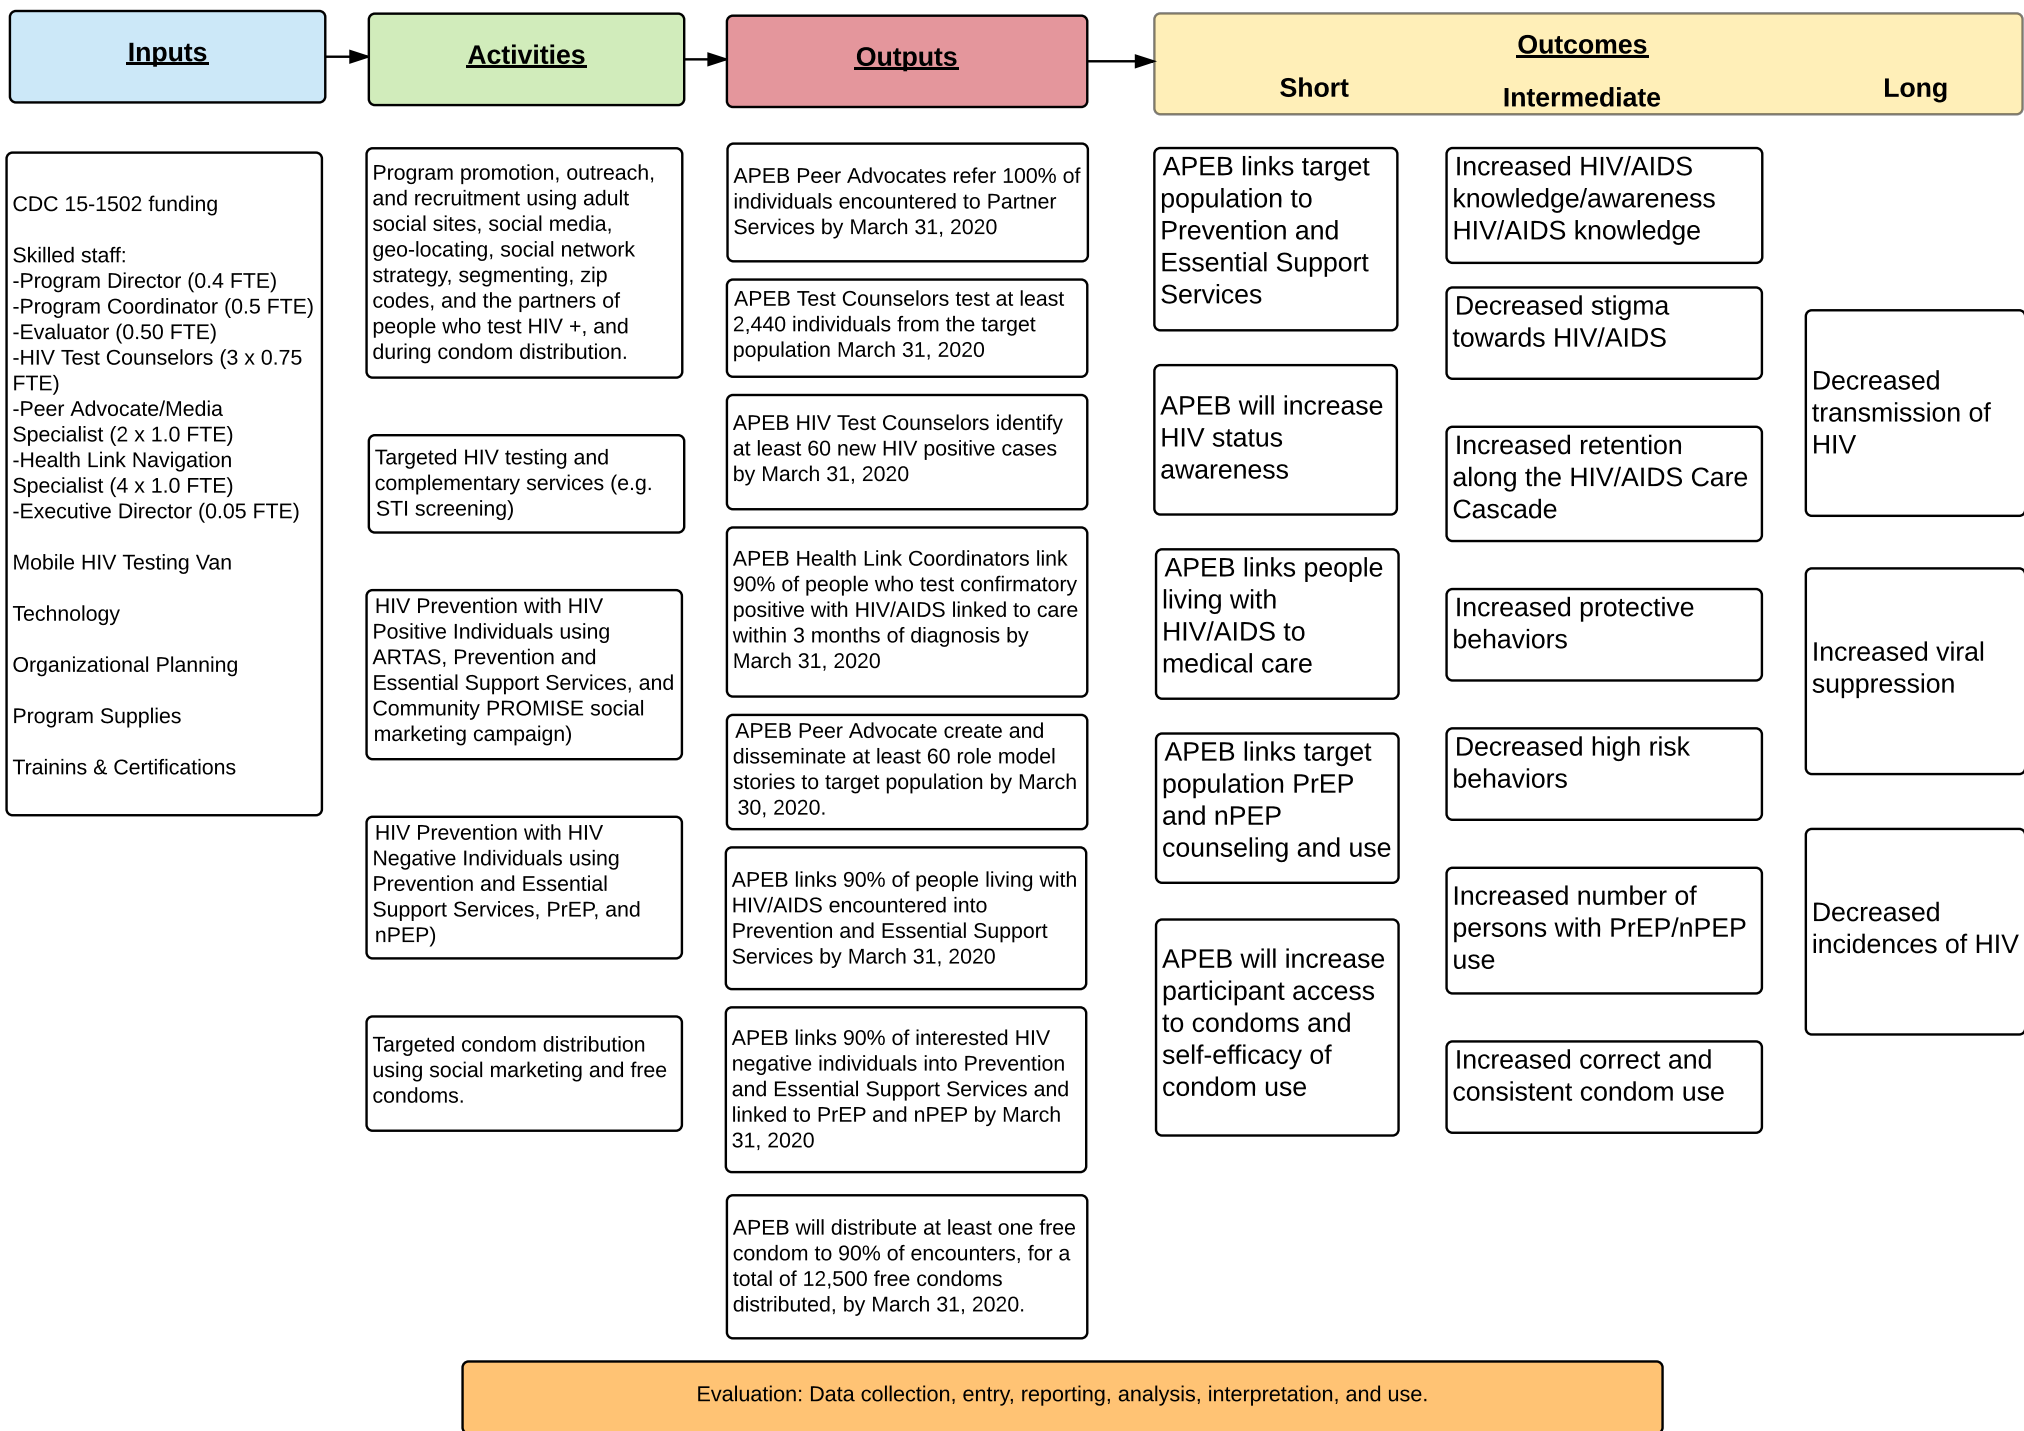 Inputs
Activities
Outputs
Outcomes
Short
Intermediate
Long
CDC 15-1502 funding
Skilled staff:
-Program Director (0.4 FTE)
-Program Coordinator (0.5 FTE)
-Evaluator (0.50 FTE)
-HIV Test Counselors (3 x 0.75
FTE)
-Peer Advocate/Media
Specialist (2 x 1.0 FTE)
-Health Link Navigation
Specialist (4 x 1.0 FTE)
-Executive Director (0.05 FTE)
Mobile HIV Testing Van
Technology
Organizational Planning
Program Supplies
Trainins & Certifications
Program promotion, outreach,
and recruitment using adult
social sites, social media,
geo-locating, social network
strategy, segmenting, zip
codes, and the partners of
people who test HIV +, and
during condom distribution.
Targeted HIV testing and
complementary services (e.g.
STI screening)
HIV Prevention with HIV
Positive Individuals using
ARTAS, Prevention and
Essential Support Services, and
Community PROMISE social
marketing campaign)
HIV Prevention with HIV
Negative Individuals using
Prevention and Essential
Support Services, PrEP, and
nPEP)
Targeted condom distribution
using social marketing and free
condoms.
APEB Peer Advocates refer 100% of
individuals encountered to Partner
Services by March 31, 2020
APEB Test Counselors test at least
2,440 individuals from the target
population March 31, 2020
APEB HIV Test Counselors identify
at least 60 new HIV positive cases
by March 31, 2020
APEB Health Link Coordinators link
90% of people who test confirmatory
positive with HIV/AIDS linked to care
within 3 months of diagnosis by
March 31, 2020
APEB Peer Advocate create and
disseminate at least 60 role model
stories to target population by March
30, 2020.
APEB links 90% of people living with
HIV/AIDS encountered into
Prevention and Essential Support
Services by March 31, 2020
APEB links 90% of interested HIV
negative individuals into Prevention
and Essential Support Services and
linked to PrEP and nPEP by March
31, 2020
APEB will distribute at least one free
condom to 90% of encounters, for a
total of 12,500 free condoms
distributed, by March 31, 2020.
APEB links target
population to
Prevention and
Essential Support
Services
APEB will increase
HIV status
awareness
APEB links people
living with
HIV/AIDS to
medical care
APEB links target
population PrEP
and nPEP
counseling and use
APEB will increase
participant access
to condoms and
self-efficacy of
condom use
Increased HIV/AIDS
knowledge/awareness
HIV/AIDS knowledge
Decreased stigma
towards HIV/AIDS
Increased retention
along the HIV/AIDS Care
Cascade
Increased protective
behaviors
Decreased high risk
behaviors
Increased number of
persons with PrEP/nPEP
use
Increased correct and
consistent condom use
Decreased
transmission of
HIV
Increased viral
suppression
Decreased
incidences of HIV
Evaluation: Data collection, entry, reporting, analysis, interpretation, and use.